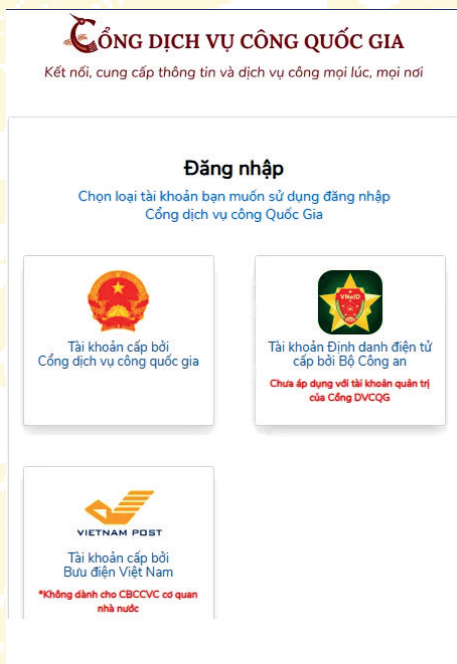 CỔNG DỊCH VỤ CÔNG QUỐC GIA
Kết nối, cung cấp thông tin và dịch vụ công mọi lúc, mọi nơi
Đăng nhập
Chọn loại tài khoản bạn muốn sử dụng đăng nhập
Cổng dịch vụ công Quốc Gia
Tài khoản cấp bởi
Cổng dịch vụ công quốc gia
VNeID
Tài khoản Định danh điện tử
cấp bởi Bộ Công an
Chưa áp dụng với tài khoản quản trị
của Cổng DVCQG
VIETNAM POST
Tài khoản cấp bởi
Bưu điện Việt Nam
*Không dành cho CBCCVC cơ quan
nhà nước